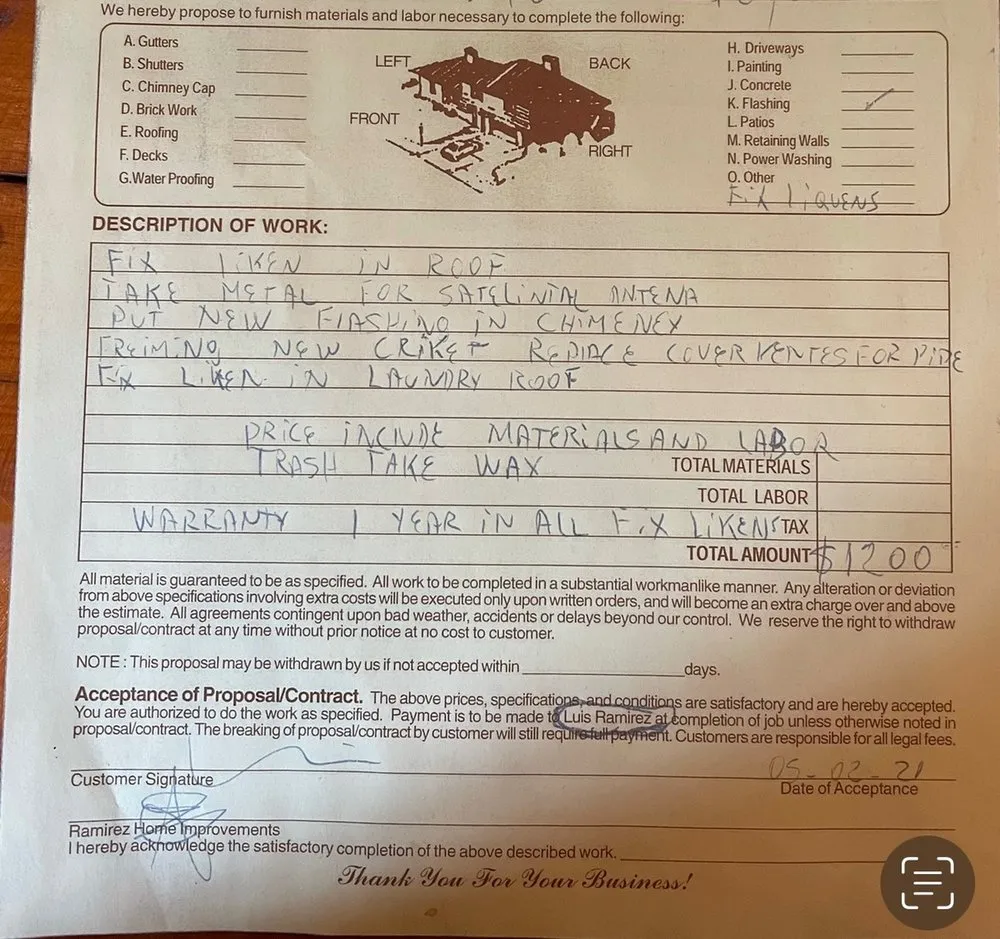 We hereby propose to furnish materials and labor necessary to complete the following:
A. Gutters
B. Shutters
C. Chimney Cap
D. Brick Work
E. Roofing
F. Decks
G.Water Proofing
LEFT
BACK
FRONT
RIGHT
H. Driveways
I. Painting
J. Concrete
K. Flashing ✓
L. Patios
M. Retaining Walls
N. Power Washing
O. Other
FiX liQUENS
DESCRIPTION OF WORK:
FIX liKEN IN ROOF
TAKE METAL FOR SATELINTAL ANTENA
PUT NEW FlASHiNG iN CHIMENEY
FREIMING NEW CRIKET REPlACE COVER VENTES FOR PIPE
FiX LiKEN iN LAUNDRY ROOF
PRiCE iNClUDE MATERIALS AND LABOR
TRASH TAKE WAX
TOTAL MATERIALS
TOTAL LABOR
WARRANTY 1 YEAR iN ALL FiX LiKENS TAX
TOTAL AMOUNT $1200
All material is guaranteed to be as specified. All work to be completed in a substantial workmanlike manner. Any alteration or deviation
from above specifications involving extra costs will be executed only upon written orders, and will become an extra charge over and above
the estimate. All agreements contingent upon bad weather, accidents or delays beyond our control. We reserve the right to withdraw
proposal/contract at any time without prior notice at no cost to customer.
NOTE : This proposal may be withdrawn by us if not accepted within ________ days.
Acceptance of Proposal/Contract. The above prices, specifications, and conditions are satisfactory and are hereby accepted.
You are authorized to do the work as specified. Payment is to be made to Luis Ramirez at completion of job unless otherwise noted in
proposal/contract. The breaking of proposal/contract by customer will still require full payment. Customers are responsible for all legal fees.
05-02-21
Customer Signature
Date of Acceptance
Ramirez Home Improvements
I hereby acknowledge the satisfactory completion of the above described work.
Thank You For Your Business!